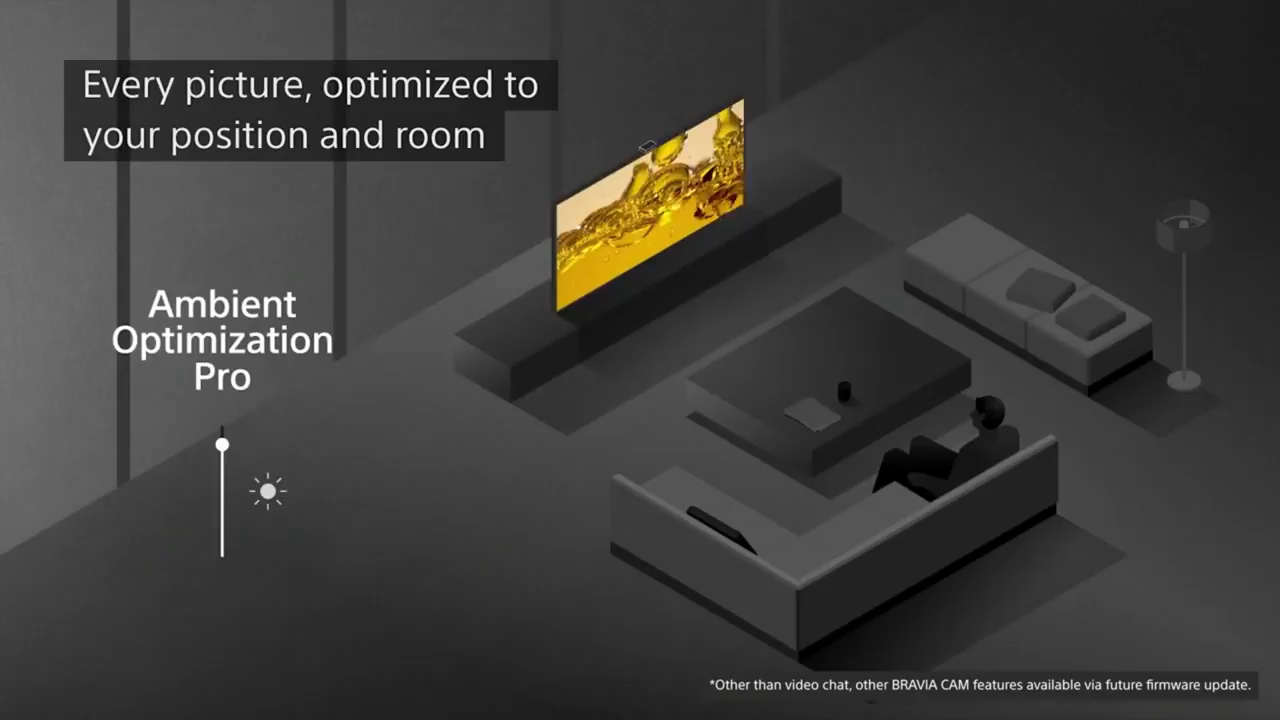 Every picture, optimized to
your position and room
Ambient
Optimization
Pro
*Other than video chat, other BRAVIA CAM features available via future firmware update.